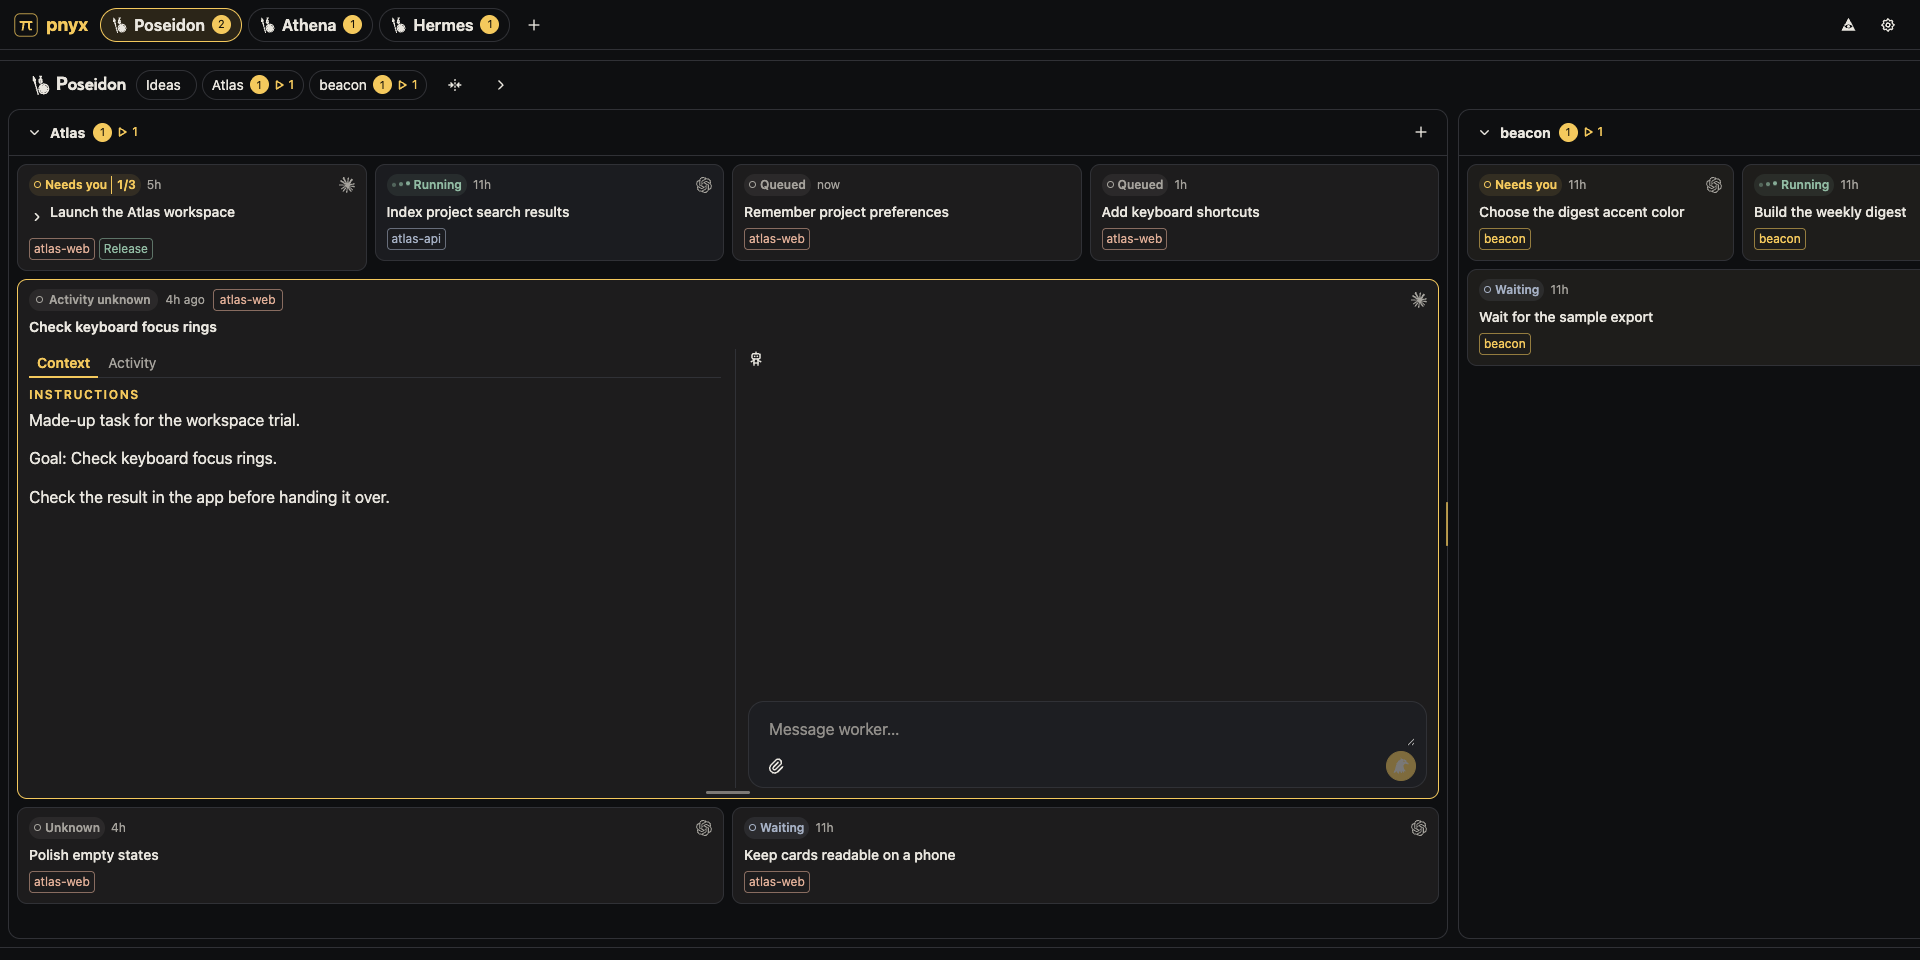 π pnyx Poseidon 2 Athena 1 Hermes 1
Poseidon Ideas Atlas 1 1 beacon 1 1
Atlas 1 1
Needs you 1/3 5h
Launch the Atlas workspace
atlas-web Release
Running 11h
Index project search results
atlas-api
Queued now
Remember project preferences
atlas-web
Queued 1h
Add keyboard shortcuts
atlas-web
Activity unknown 4h ago atlas-web
Check keyboard focus rings
Context Activity
INSTRUCTIONS
Made-up task for the workspace trial.
Goal: Check keyboard focus rings.
Check the result in the app before handing it over.
Message worker...
Unknown 4h
Polish empty states
atlas-web
Waiting 11h
Keep cards readable on a phone
atlas-web
beacon 1 1
Needs you 11h
Choose the digest accent color
beacon
Running 11h
Build the weekly digest
beacon
Waiting 11h
Wait for the sample export
beacon